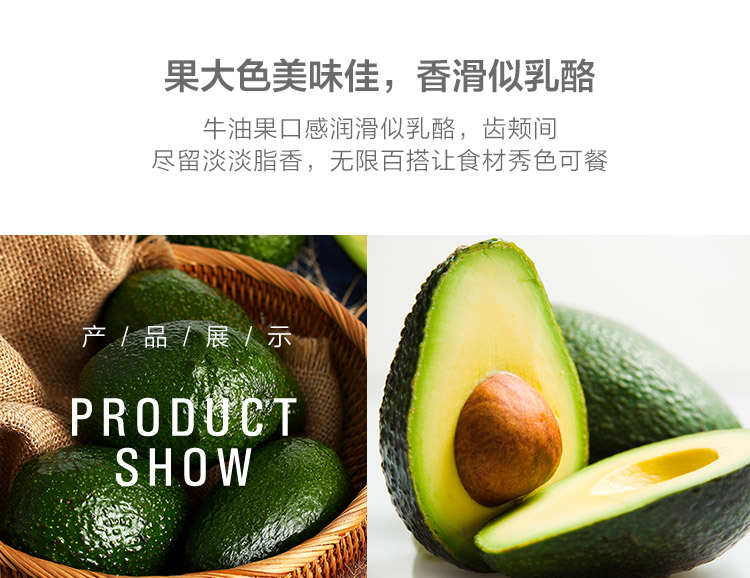 果大色美味佳，香滑似乳酪
牛油果口感润滑似乳酪，齿颊间
尽留淡淡脂香，无限百搭让食材秀色可餐
产/品/展/示
PRODUCT
SHOW